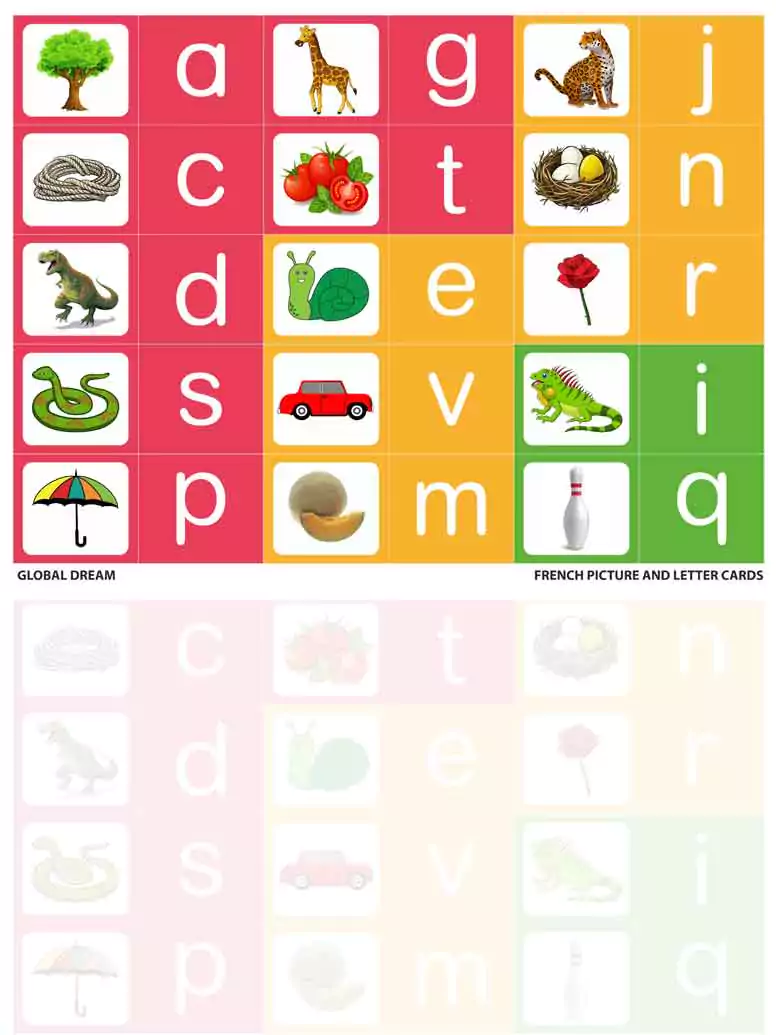 a g j
c t n
d e r
s v i
p m q
GLOBAL DREAM FRENCH PICTURE AND LETTER CARDS
c t n
d e r
s v i
p m q